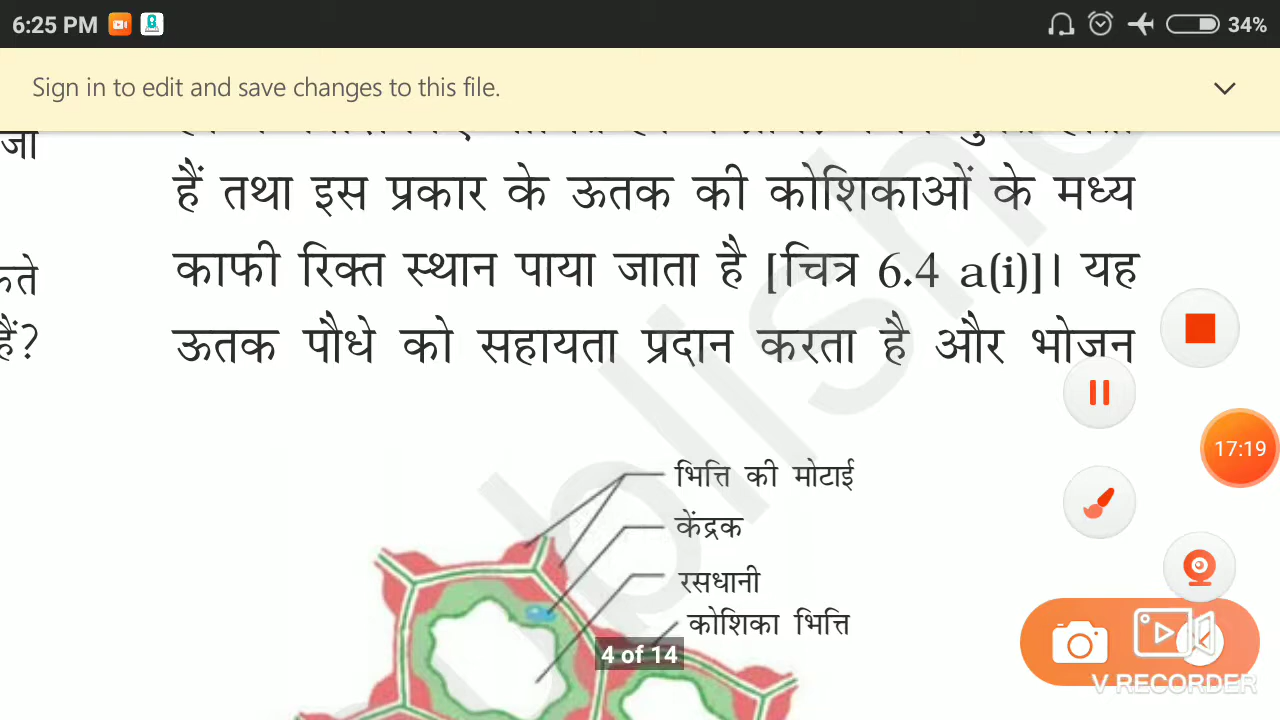 6:25 PM
34%
Sign in to edit and save changes to this file.
जा
हैं तथा इस प्रकार के ऊतक की कोशिकाओं के मध्य
काफी रिक्त स्थान पाया जाता है [चित्र 6.4 a(i)]। यह
कते
हैं?
ऊतक पौधे को सहायता प्रदान करता है और भोजन
17:19
भित्ति की मोटाई
केंद्रक
रसधानी
कोशिका भित्ति
4 of 14
V RECORDER